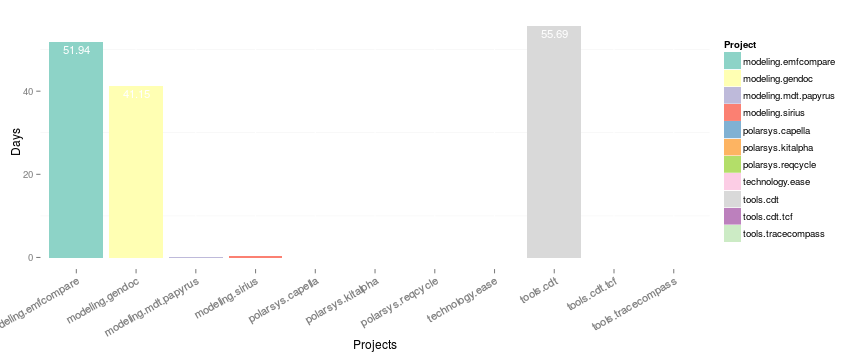 51.94
55.69
40
20
0
Days
deling.emfcompare
modeling.gendoc
modeling.mdt.papyrus
modeling.sirius
polarsys.capella
polarsys.kitalpha
polarsys.reqcycle
technology.ease
tools.cdt
tools.cdt.tcf
tools.tracecompass
Projects
Project
modeling.emfcompare
modeling.gendoc
modeling.mdt.papyrus
modeling.sirius
polarsys.capella
polarsys.kitalpha
polarsys.reqcycle
technology.ease
tools.cdt
tools.cdt.tcf
tools.tracecompass